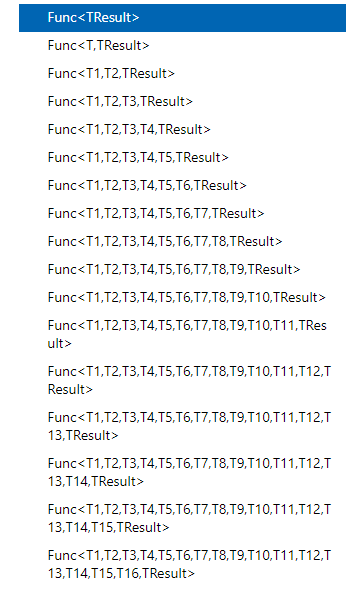 Func<TResult>
Func<T,TResult>
Func<T1,T2,TResult>
Func<T1,T2,T3,TResult>
Func<T1,T2,T3,T4,TResult>
Func<T1,T2,T3,T4,T5,TResult>
Func<T1,T2,T3,T4,T5,T6,TResult>
Func<T1,T2,T3,T4,T5,T6,T7,TResult>
Func<T1,T2,T3,T4,T5,T6,T7,T8,TResult>
Func<T1,T2,T3,T4,T5,T6,T7,T8,T9,TResult>
Func<T1,T2,T3,T4,T5,T6,T7,T8,T9,T10,TResult>
Func<T1,T2,T3,T4,T5,T6,T7,T8,T9,T10,T11,TRes
ult>
Func<T1,T2,T3,T4,T5,T6,T7,T8,T9,T10,T11,T12,T
Result>
Func<T1,T2,T3,T4,T5,T6,T7,T8,T9,T10,T11,T12,T
13,TResult>
Func<T1,T2,T3,T4,T5,T6,T7,T8,T9,T10,T11,T12,T
13,T14,TResult>
Func<T1,T2,T3,T4,T5,T6,T7,T8,T9,T10,T11,T12,T
13,T14,T15,TResult>
Func<T1,T2,T3,T4,T5,T6,T7,T8,T9,T10,T11,T12,T
13,T14,T15,T16,TResult>